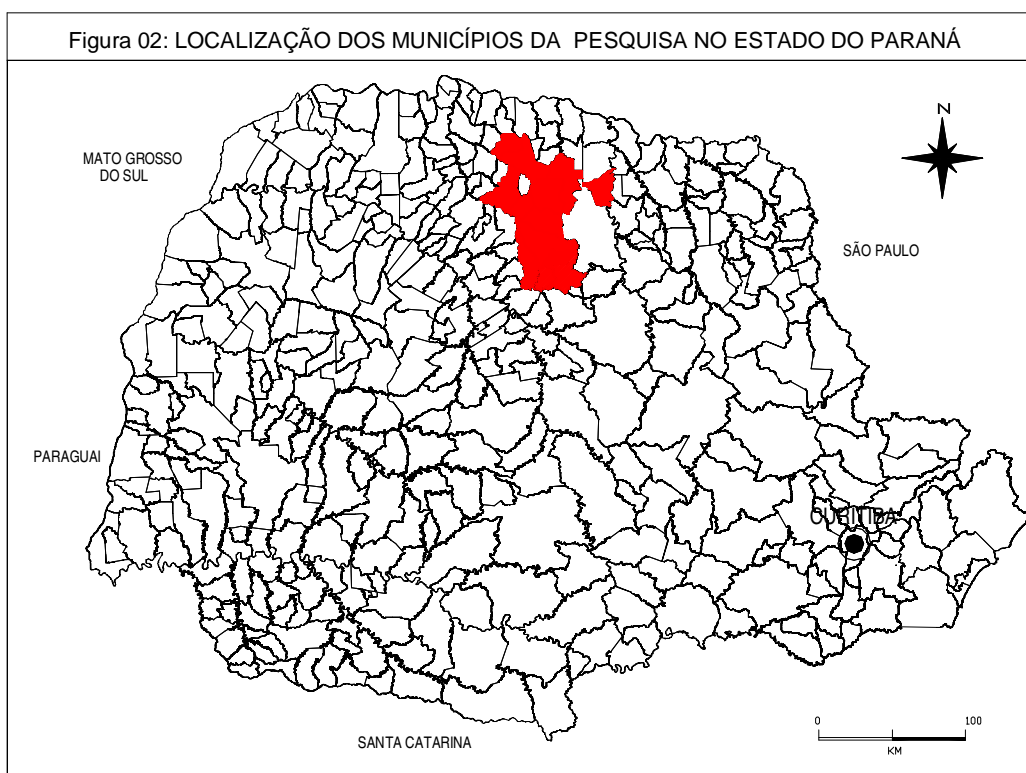 Figura 02: LOCALIZAÇÃO DOS MUNICÍPIOS DA PESQUISA NO ESTADO DO PARANÁ
N
MATO GROSSO
DO SUL
SÃO PAULO
PARAGUAI
CURITIBA
SANTA CATARINA
0 100
KM